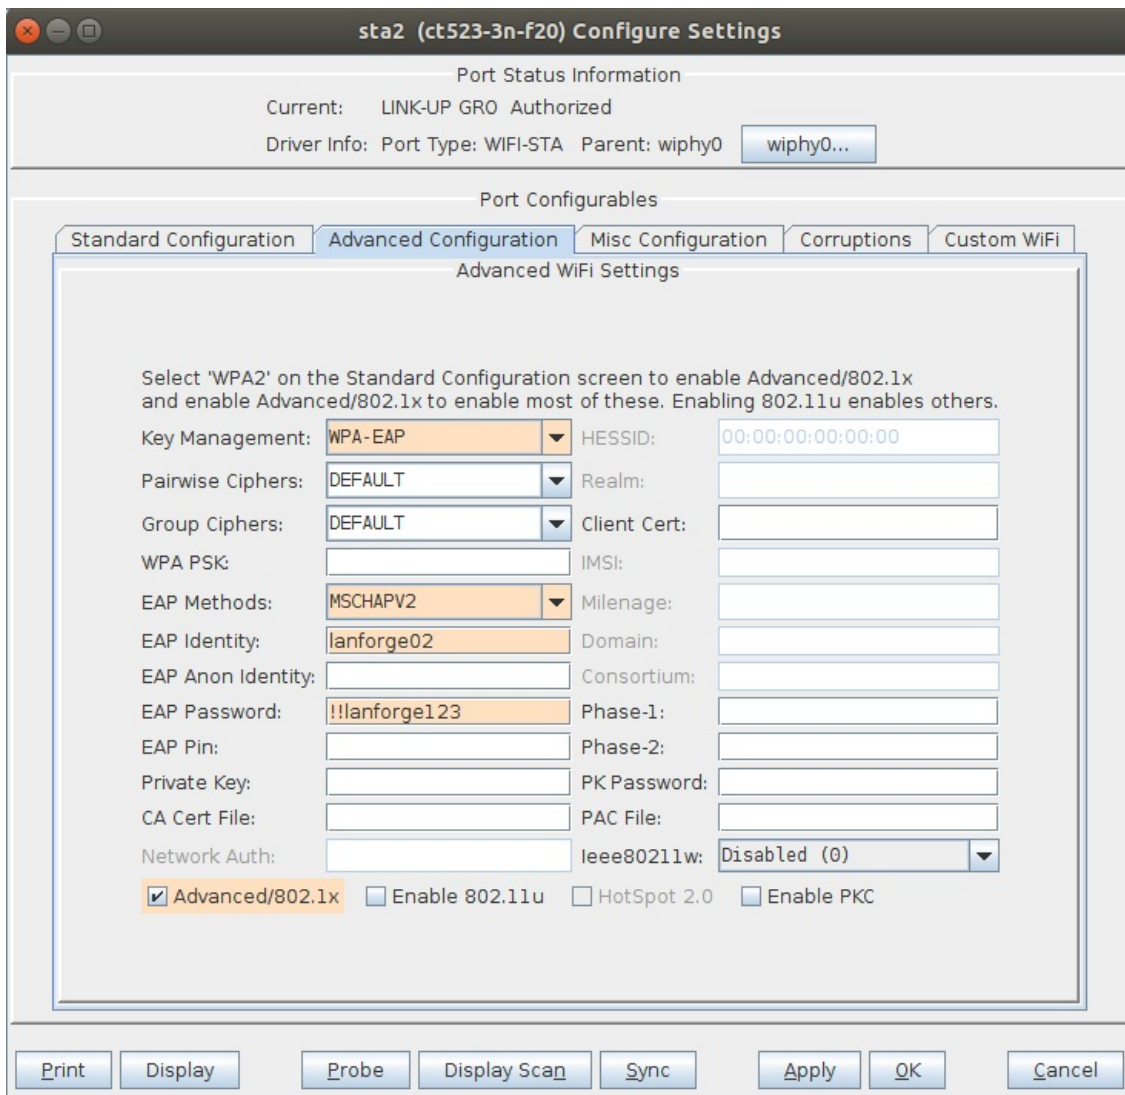 sta2 (ct523-3n-f20) Configure Settings
Port Status Information
Current: LINK-UP GRO Authorized
Driver Info: Port Type: WIFI-STA Parent: wiphy0 wiphy0...
Port Configurables
Standard Configuration Advanced Configuration Misc Configuration Corruptions Custom WiFi
Advanced WiFi Settings
Select 'WPA2' on the Standard Configuration screen to enable Advanced/802.1x
and enable Advanced/802.1x to enable most of these. Enabling 802.11u enables others.
Key Management: WPA-EAP HESSID: 00:00:00:00:00:00
Pairwise Ciphers: DEFAULT Realm:
Group Ciphers: DEFAULT Client Cert:
WPA PSK: IMSI:
EAP Methods: MSCHAPV2 Milenage:
EAP Identity: lanforge02 Domain:
EAP Anon Identity: Consortium:
EAP Password: !!lanforge123 Phase-1:
EAP Pin: Phase-2:
Private Key: PK Password:
CA Cert File: PAC File:
Network Auth: Ieee80211w: Disabled (0)
Advanced/802.1x Enable 802.11u HotSpot 2.0 Enable PKC
Print Display Probe Display Scan Sync Apply OK Cancel